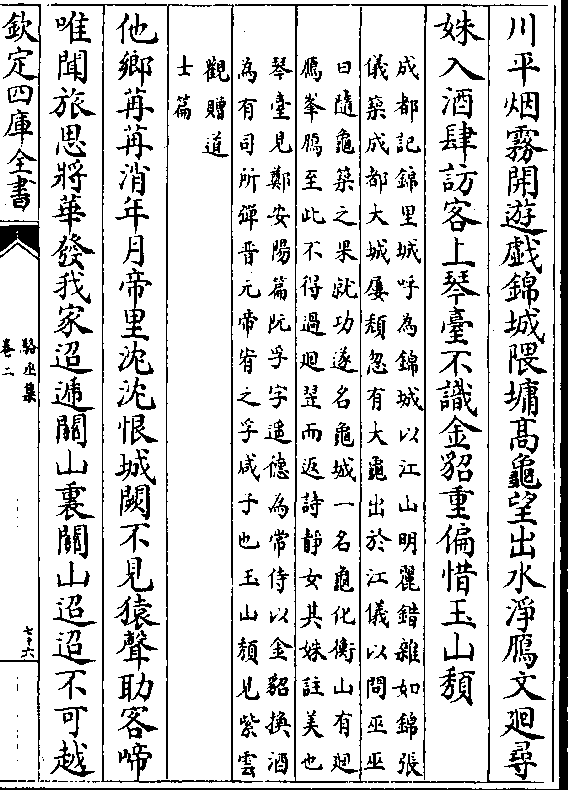 川平烟霧開遊戯錦城隈墉髙龜望出水淨鴈文廻尋
姝入酒肆訪客上琴臺不識金貂重偏惜玉山頽
成都記錦里城呼為錦城以江山明麗錯雜如錦張
儀築成都大城屢頽忽有大龜出於江儀以問巫巫
曰隨龜築之果就功遂名龜城一名龜化衡山有廻
鴈峯鴈至此不得過廻翌而返詩靜女其姝註美也
琴臺見鄭安陽篇阮孚字遥德為常侍以金貂換酒
為有司所彈晋元帝宥之孚咸子也玉山頽見紫雲
觀贈道
士篇
他鄉苒苒消年月帝里沈沈恨城闕不見猿聲助客啼
唯聞旅思將華發我家迢遞關山裏關山迢迢不可越
欽定四庫全書
駱丞集
卷二
七十六